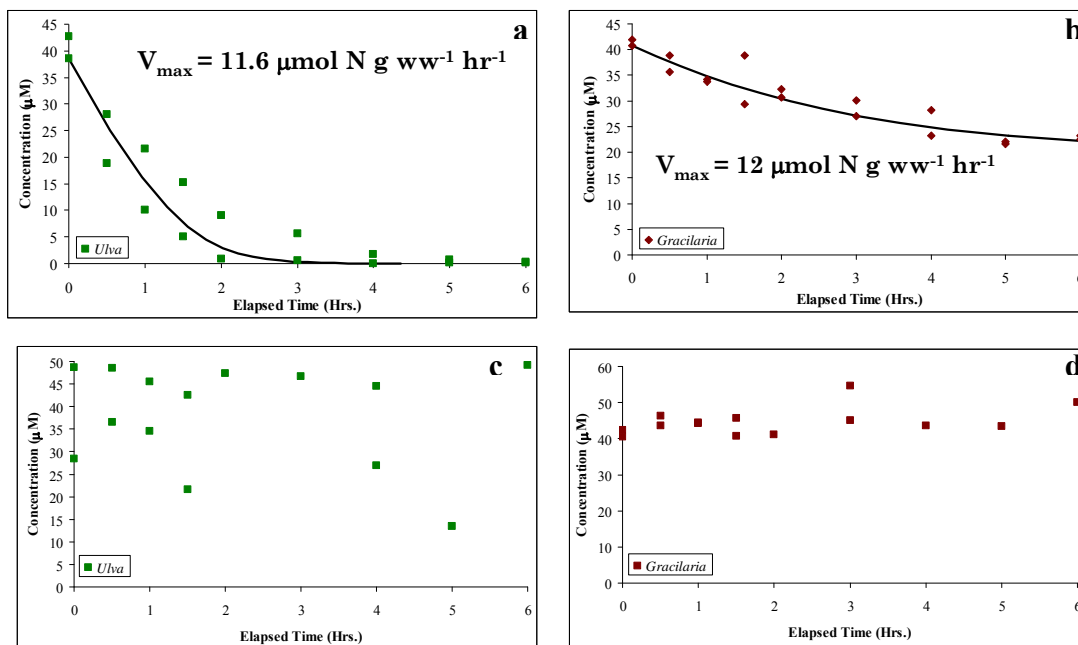 a
V_max = 11.6 µmol N g ww⁻¹ hr⁻¹
45
40
35
30
25
20
15
10
5
0
Concentration (µM)
Ulva
0 1 2 3 4 5 6
Elapsed Time (Hrs.)
b
45
40
35
30
25
20
15
10
5
0
Concentration (µM)
V_max = 12 µmol N g ww⁻¹ hr⁻¹
Gracilaria
0 1 2 3 4 5 6
Elapsed Time (Hrs.)
c
50
45
40
35
30
25
20
15
10
5
0
Concentration (µM)
Ulva
0 1 2 3 4 5 6
Elapsed Time (Hrs.)
d
60
50
40
30
20
10
0
Concentration (µM)
Gracilaria
0 1 2 3 4 5 6
Elapsed Time (Hrs.)